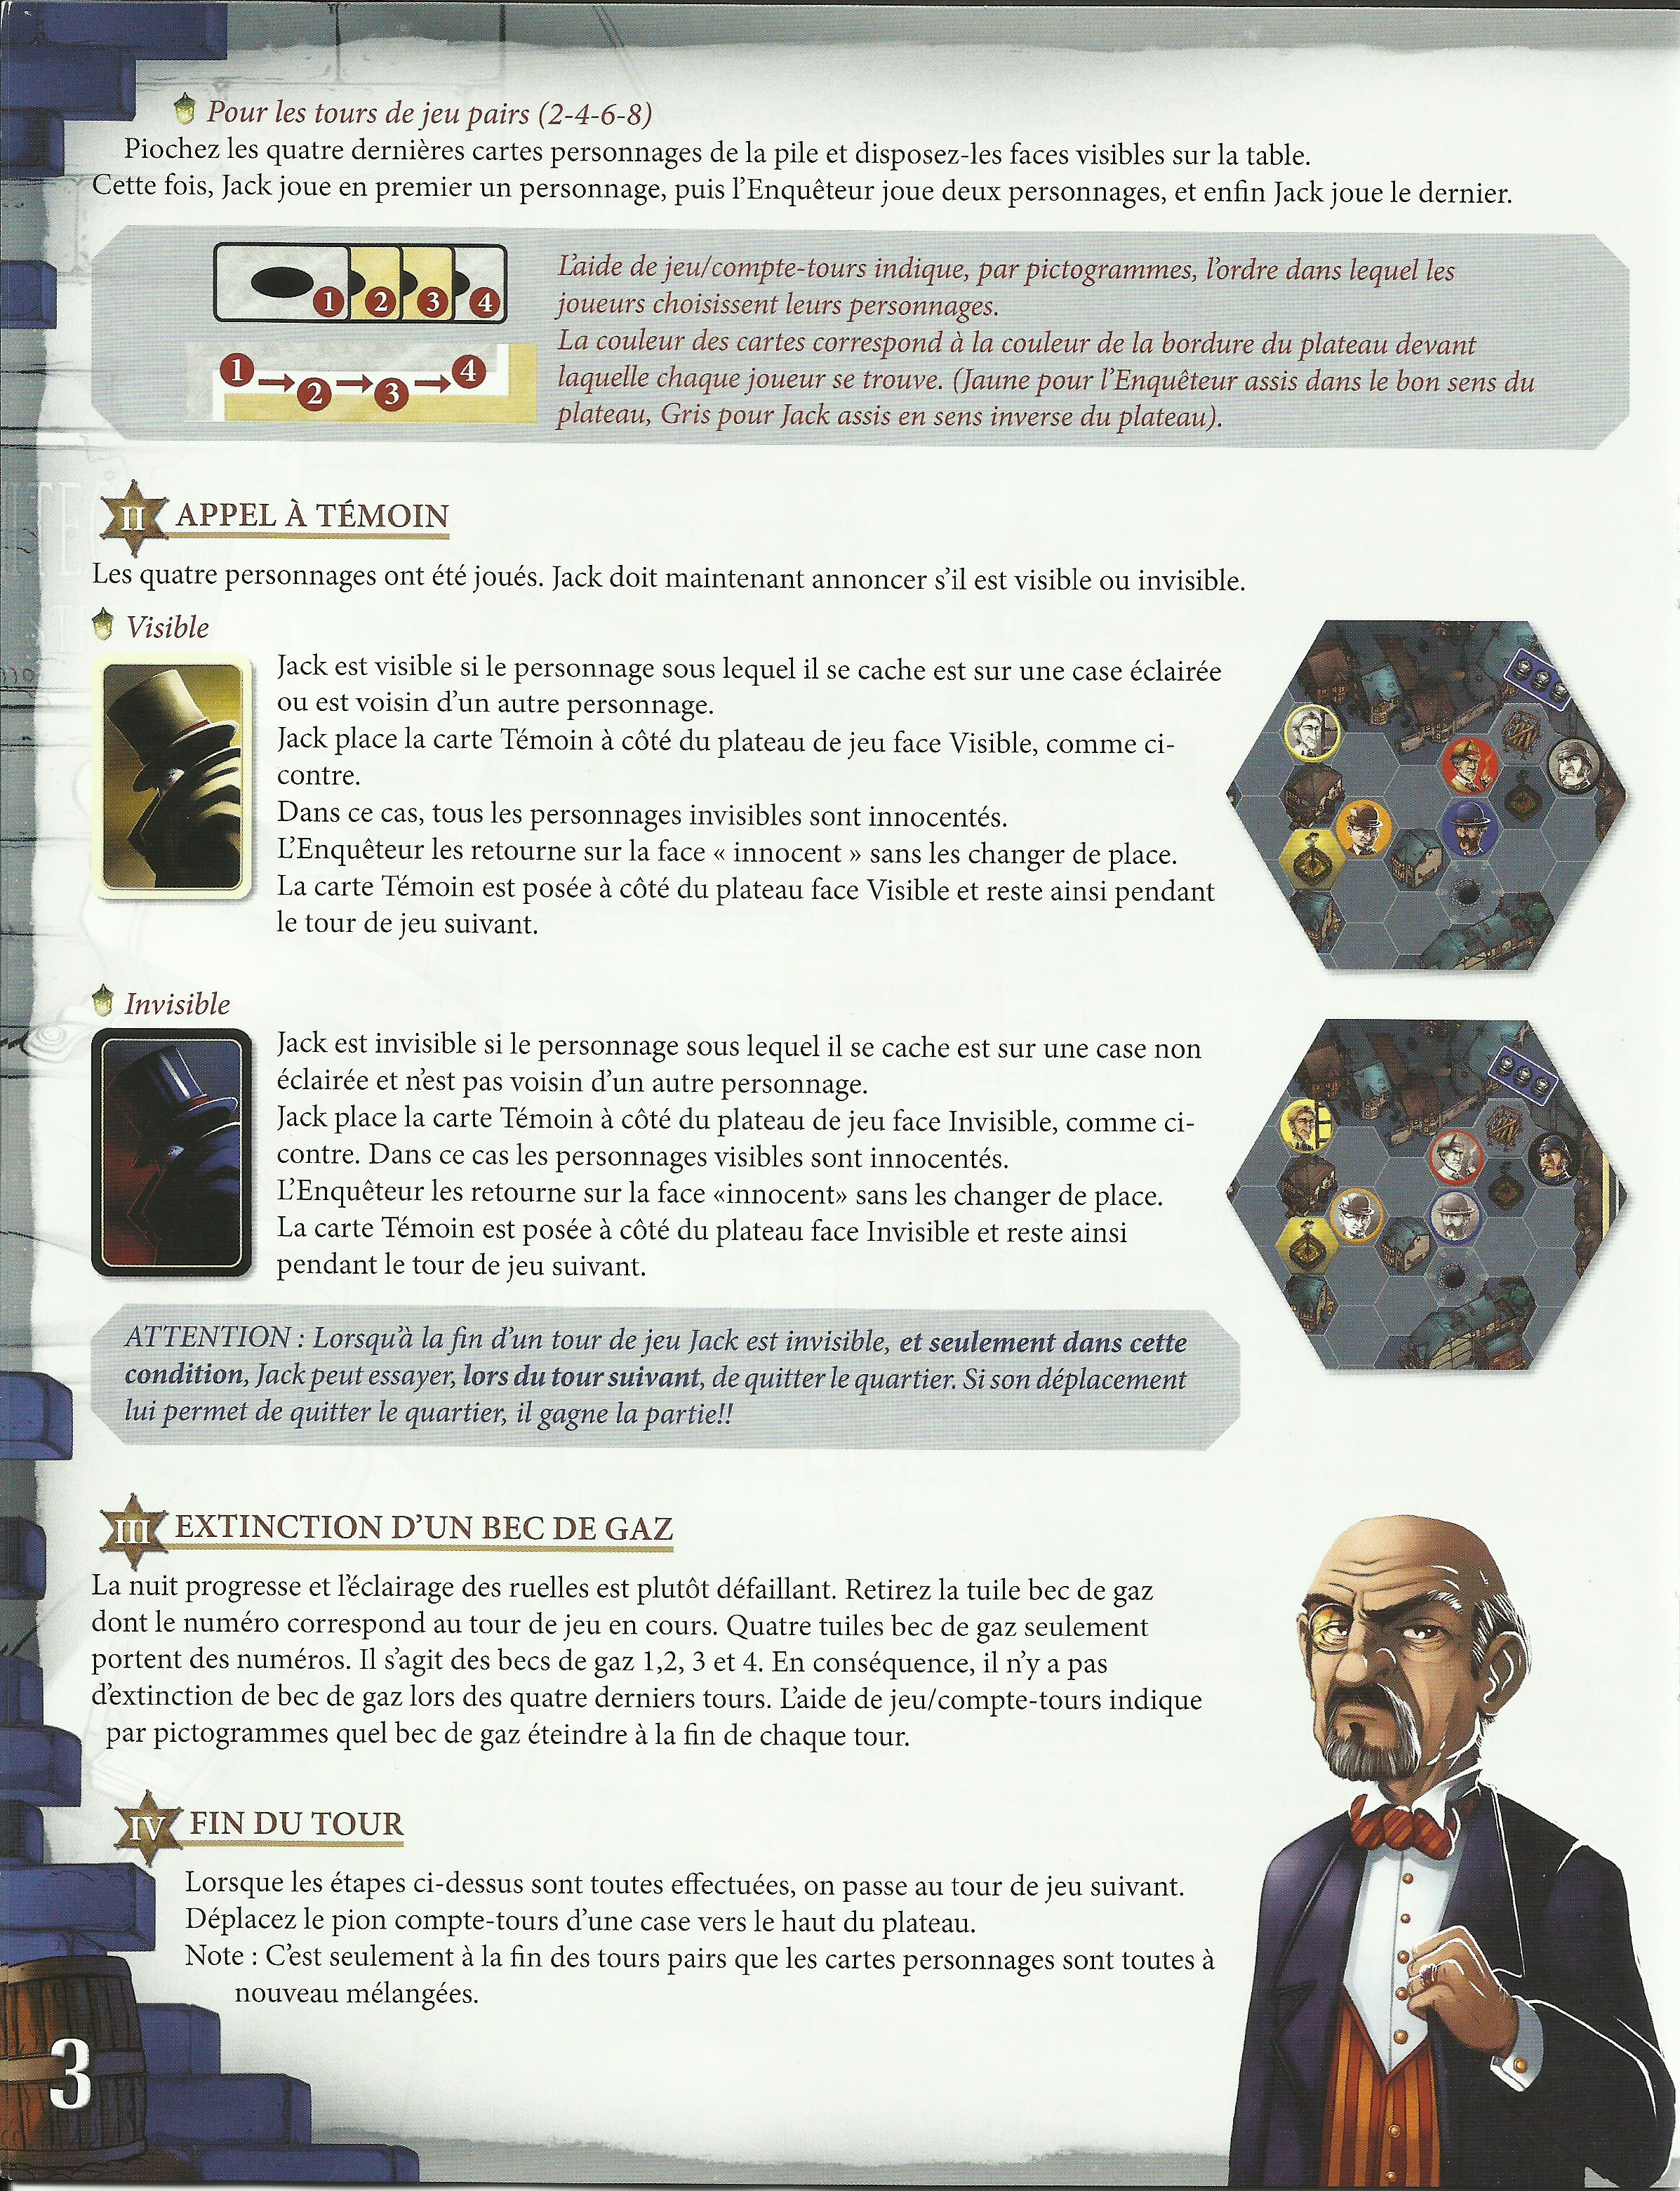 Pour les tours de jeu pairs (2-4-6-8)
Piochez les quatre dernières cartes personnages de la pile et disposez-les faces visibles sur la table.
Cette fois, Jack joue en premier un personnage, puis l'Enquêteur joue deux personnages, et enfin Jack joue le dernier.
1 2 3 4
1 2 3 4
L'aide de jeu/compte-tours indique, par pictogrammes, l'ordre dans lequel les
joueurs choisissent leurs personnages.
La couleur des cartes correspond à la couleur de la bordure du plateau devant
laquelle chaque joueur se trouve. (Jaune pour l'Enquêteur assis dans le bon sens du
plateau, Gris pour Jack assis en sens inverse du plateau).
II APPEL À TÉMOIN
Les quatre personnages ont été joués. Jack doit maintenant annoncer s'il est visible ou invisible.
Visible
Jack est visible si le personnage sous lequel il se cache est sur une case éclairée
ou est voisin d'un autre personnage.
Jack place la carte Témoin à côté du plateau de jeu face Visible, comme ci-
contre.
Dans ce cas, tous les personnages invisibles sont innocentés.
L'Enquêteur les retourne sur la face « innocent » sans les changer de place.
La carte Témoin est posée à côté du plateau face Visible et reste ainsi pendant
le tour de jeu suivant.
Invisible
Jack est invisible si le personnage sous lequel il se cache est sur une case non
éclairée et n'est pas voisin d'un autre personnage.
Jack place la carte Témoin à côté du plateau de jeu face Invisible, comme ci-
contre. Dans ce cas les personnages visibles sont innocentés.
L'Enquêteur les retourne sur la face «innocent» sans les changer de place.
La carte Témoin est posée à côté du plateau face Invisible et reste ainsi
pendant le tour de jeu suivant.
ATTENTION : Lorsqu'à la fin d'un tour de jeu Jack est invisible, et seulement dans cette
condition, Jack peut essayer, lors du tour suivant, de quitter le quartier. Si son déplacement
lui permet de quitter le quartier, il gagne la partie!!
III EXTINCTION D'UN BEC DE GAZ
La nuit progresse et l'éclairage des ruelles est plutôt défaillant. Retirez la tuile bec de gaz
dont le numéro correspond au tour de jeu en cours. Quatre tuiles bec de gaz seulement
portent des numéros. Il s'agit des becs de gaz 1,2, 3 et 4. En conséquence, il n'y a pas
d'extinction de bec de gaz lors des quatre derniers tours. L'aide de jeu/compte-tours indique
par pictogrammes quel bec de gaz éteindre à la fin de chaque tour.
IV FIN DU TOUR
Lorsque les étapes ci-dessus sont toutes effectuées, on passe au tour de jeu suivant.
Déplacez le pion compte-tours d'une case vers le haut du plateau.
Note : C'est seulement à la fin des tours pairs que les cartes personnages sont toutes à
nouveau mélangées.
3